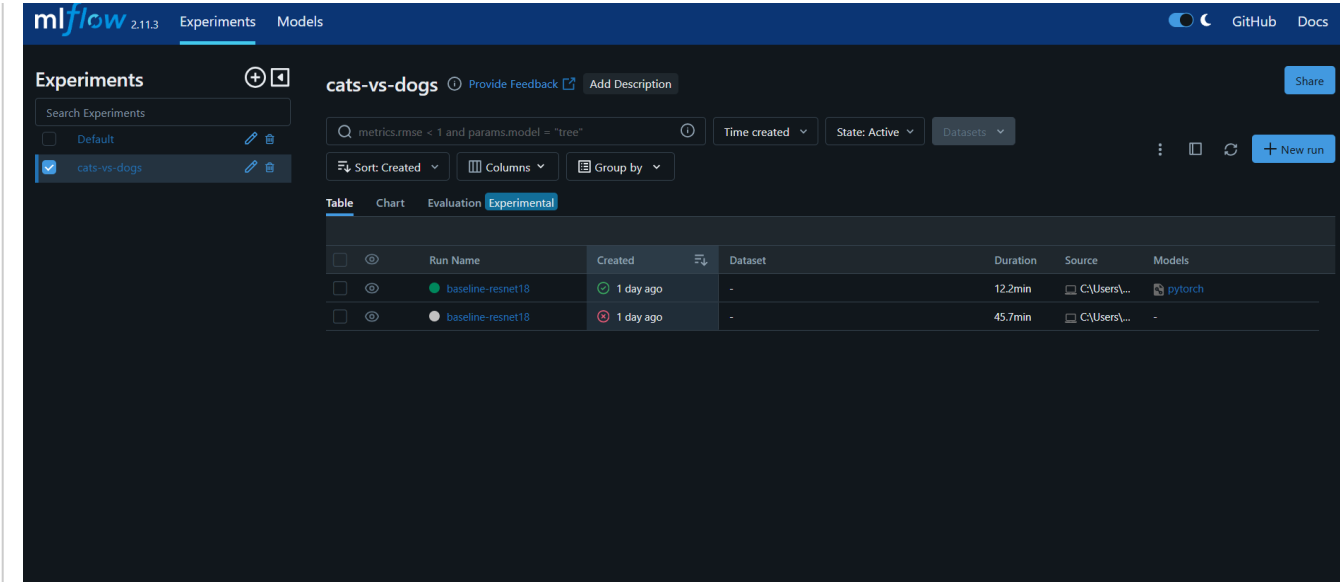 mlflow 2.11.3 Experiments Models GitHub Docs
Experiments
Search Experiments
Default
cats-vs-dogs
cats-vs-dogs Provide Feedback Add Description Share
metrics.rmse < 1 and params.model = "tree" Time created State: Active Datasets
Sort: Created Columns Group by
New run
Table Chart Evaluation Experimental
Run Name Created Dataset Duration Source Models
baseline-resnet18 1 day ago - 12.2min C:\Users\... pytorch
baseline-resnet18 1 day ago - 45.7min C:\Users\... -